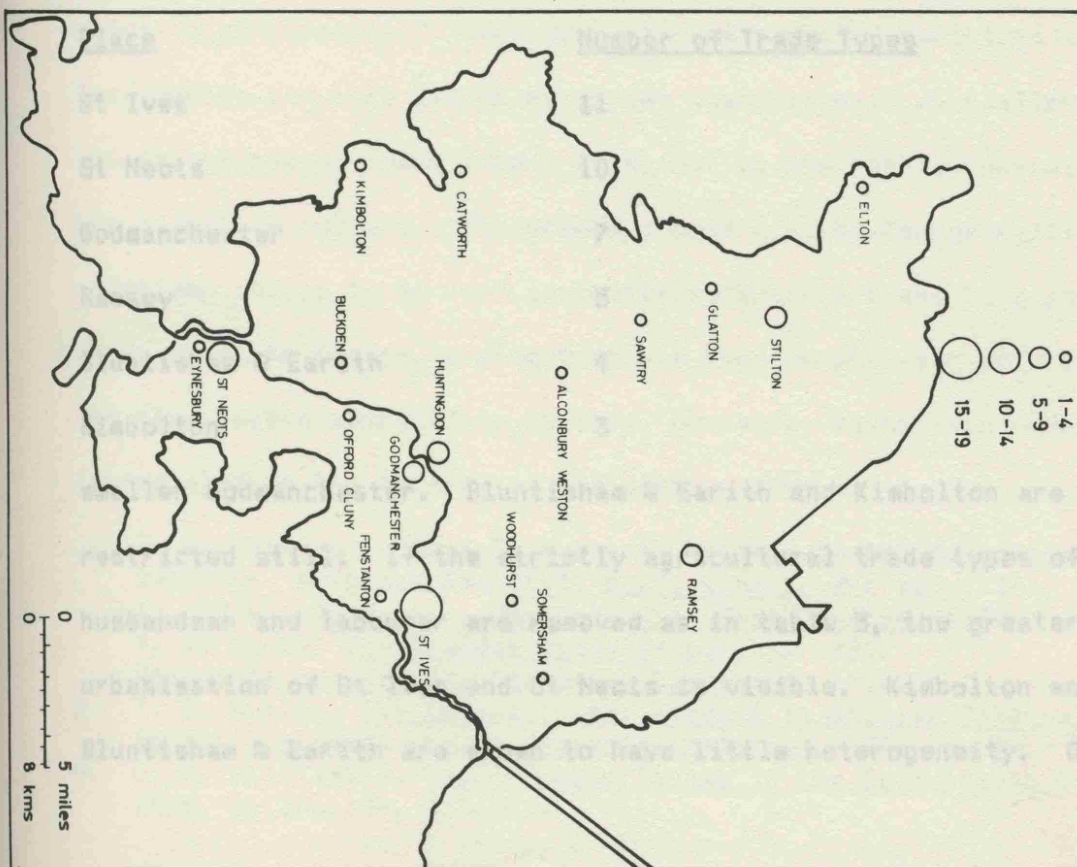 Place Number of Trade Types
St Ives 11
St Neots 10
Godmanchester 7
Ramsey 5
Bluntisham & Earith 4
Kimbolton 3
smaller Godmanchester. Bluntisham & Earith and Kimbolton are
restricted still. If the strictly agricultural trade types of
husbandman and labourer are removed as in table 5, the greater
urbanisation of St Ives and St Neots is visible. Kimbolton and
Bluntisham & Earith are shown to have little heterogeneity.
1-4
5-9
10-14
15-19
ELTON
STILTON
GLATTON
SAWTRY
RAMSEY
ALCONBURY WESTON
CATWORTH
KIMBOLTON
WOODHURST
SOMERSHAM
HUNTINGDON
GODMANCHESTER
BUCKDEN
OFFORD CLUNY
FENSTANTON
ST IVES
ST NEOTS
EYNESBURY
0 5 miles
0 8 kms